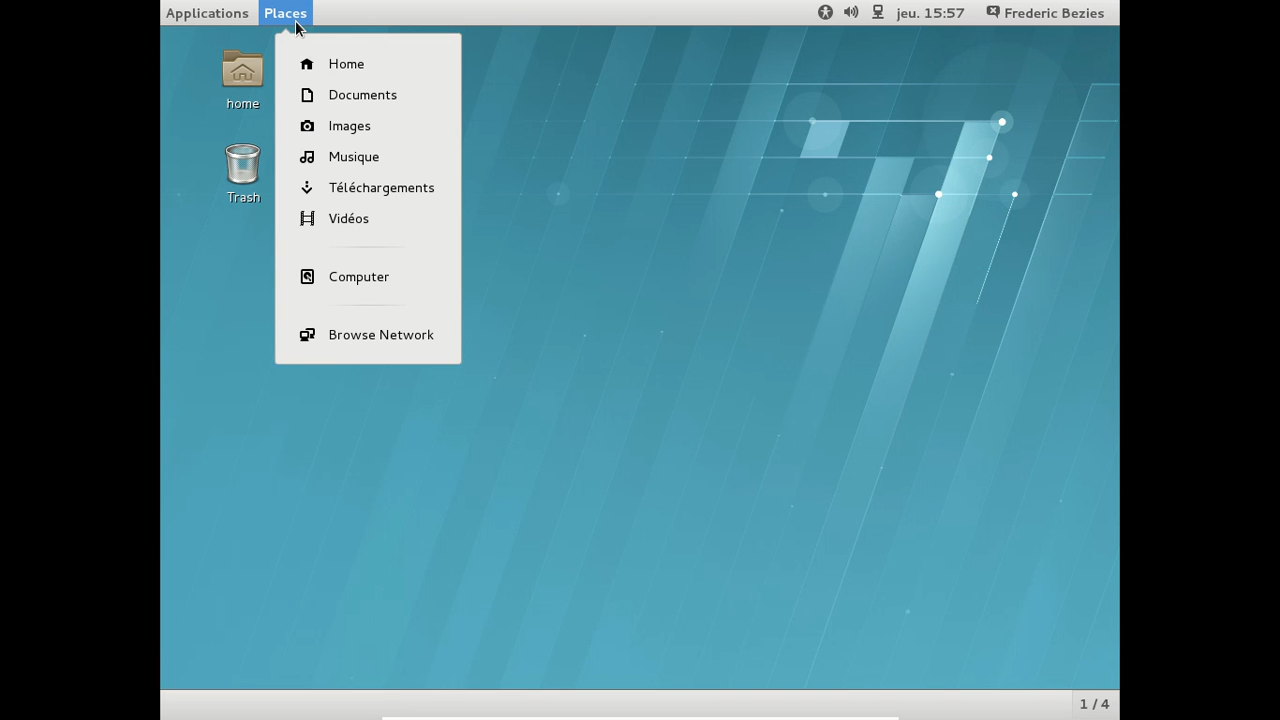 Applications Places jeu. 15:57 Frederic Bezies
home
Trash
Home
Documents
Images
Musique
Téléchargements
Vidéos
Computer
Browse Network
1 / 4